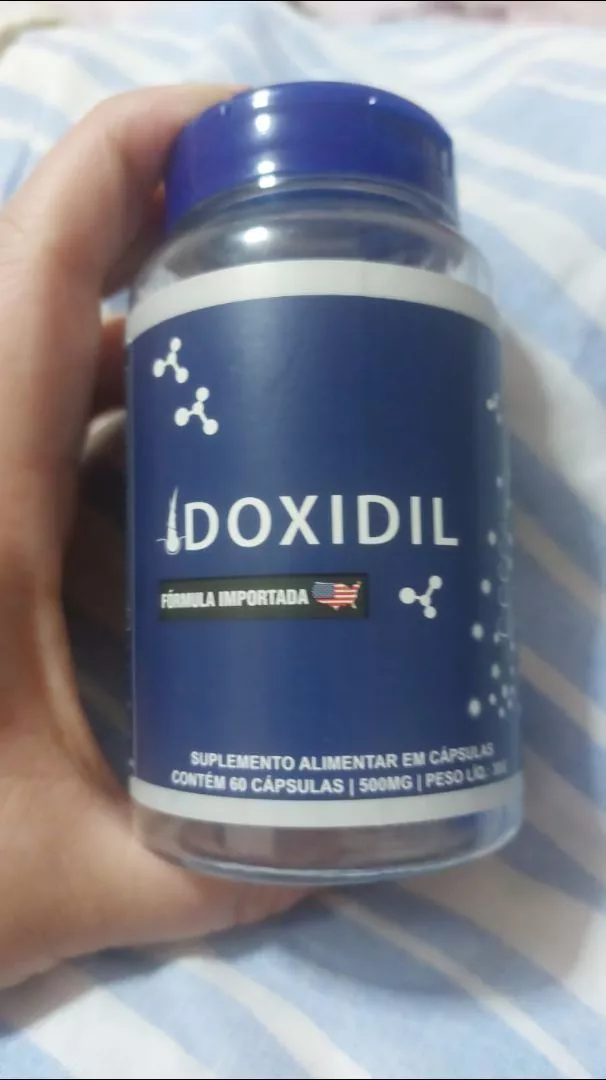 DOXIDIL
FÓRMULA IMPORTADA
SUPLEMENTO ALIMENTAR EM CÁPSULAS
CONTÉM 60 CÁPSULAS | 500MG | PESO LÍQ.